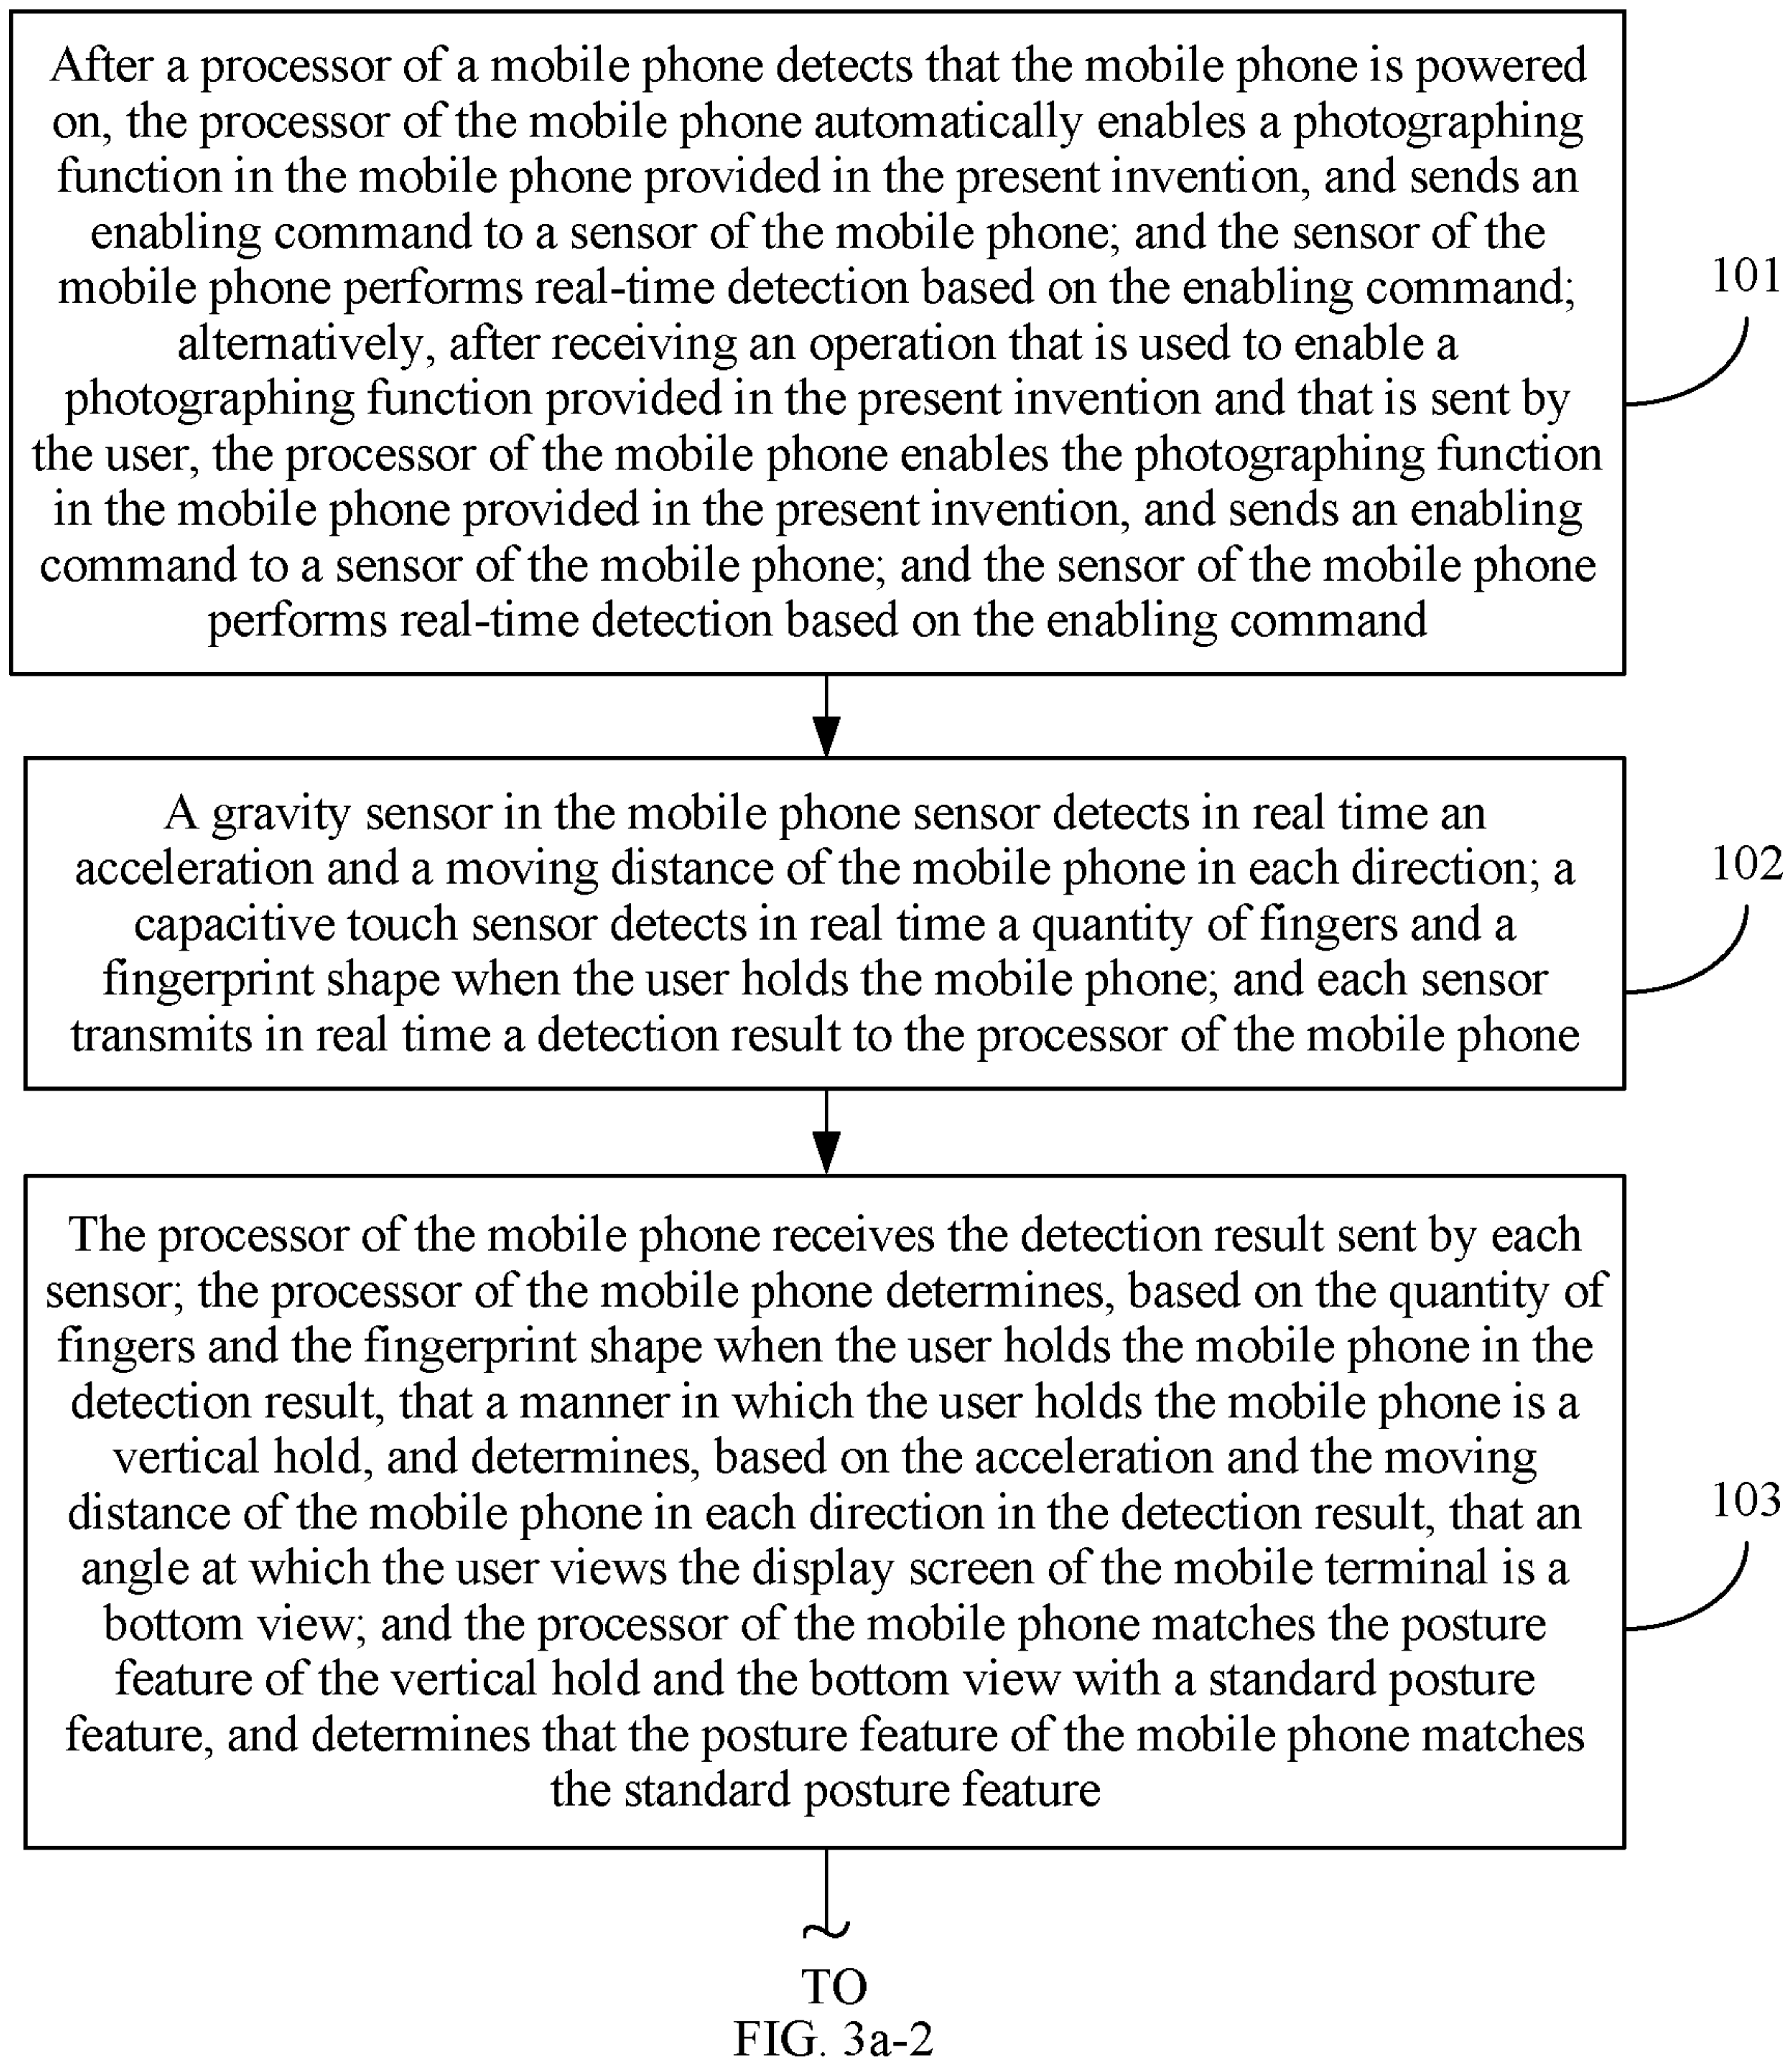 After a processor of a mobile phone detects that the mobile phone is powered
on, the processor of the mobile phone automatically enables a photographing
function in the mobile phone provided in the present invention, and sends an
enabling command to a sensor of the mobile phone; and the sensor of the
mobile phone performs real-time detection based on the enabling command;
alternatively, after receiving an operation that is used to enable a
photographing function provided in the present invention and that is sent by
the user, the processor of the mobile phone enables the photographing function
in the mobile phone provided in the present invention, and sends an enabling
command to a sensor of the mobile phone; and the sensor of the mobile phone
performs real-time detection based on the enabling command
101
A gravity sensor in the mobile phone sensor detects in real time an
acceleration and a moving distance of the mobile phone in each direction; a
capacitive touch sensor detects in real time a quantity of fingers and a
fingerprint shape when the user holds the mobile phone; and each sensor
transmits in real time a detection result to the processor of the mobile phone
102
The processor of the mobile phone receives the detection result sent by each
sensor; the processor of the mobile phone determines, based on the quantity of
fingers and the fingerprint shape when the user holds the mobile phone in the
detection result, that a manner in which the user holds the mobile phone is a
vertical hold, and determines, based on the acceleration and the moving
distance of the mobile phone in each direction in the detection result, that an
angle at which the user views the display screen of the mobile terminal is a
bottom view; and the processor of the mobile phone matches the posture
feature of the vertical hold and the bottom view with a standard posture
feature, and determines that the posture feature of the mobile phone matches
the standard posture feature
103
TO
FIG. 3a-2